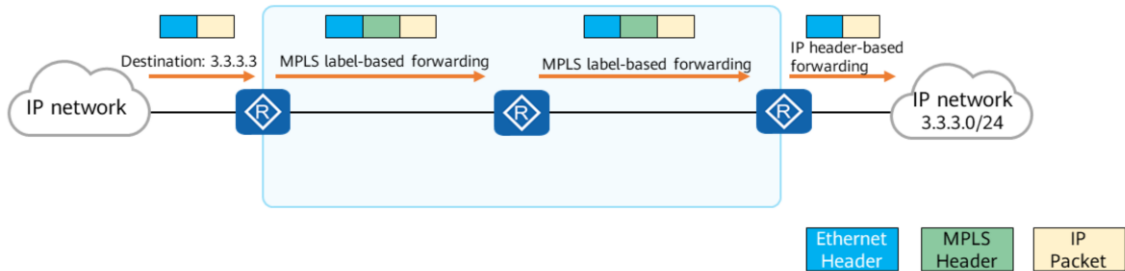 Destination: 3.3.3.3
MPLS label-based forwarding
MPLS label-based forwarding
IP header-based
forwarding
IP network
R
R
R
IP network
3.3.3.0/24
Ethernet
Header
MPLS
Header
IP
Packet